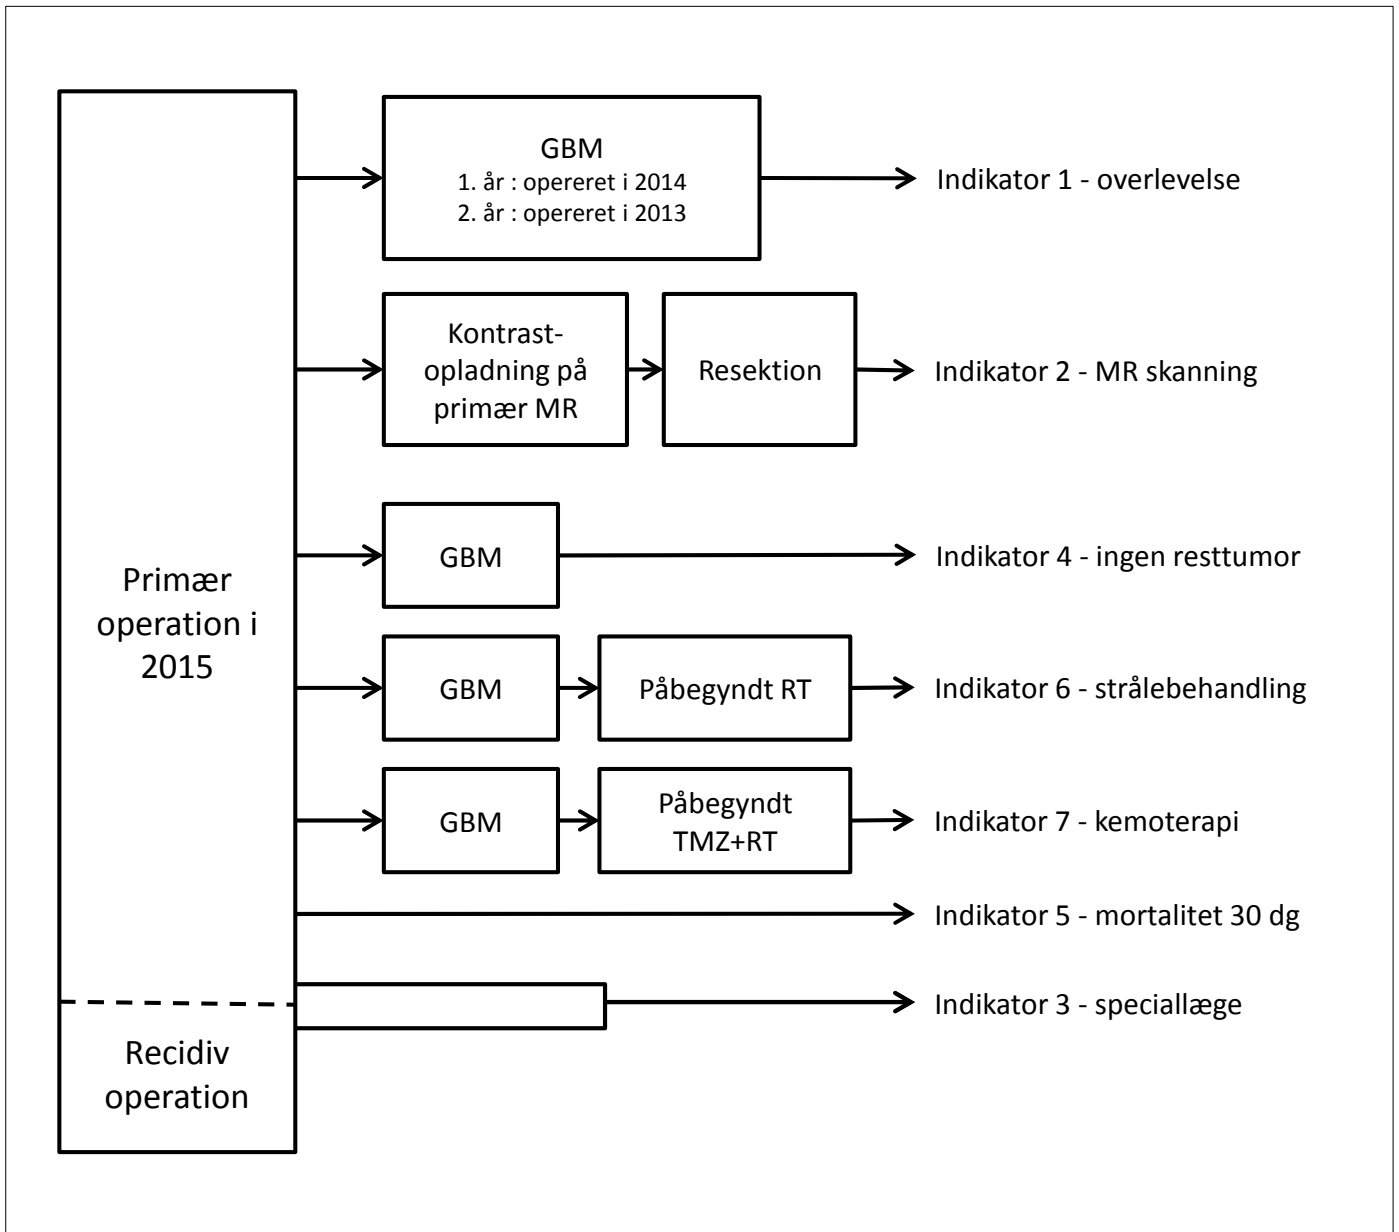 Primær
operation i
2015
Recidiv
operation
GBM
1. år : opereret i 2014
2. år : opereret i 2013
Indikator 1 - overlevelse
Kontrast-
opladning på
primær MR
Resektion
Indikator 2 - MR skanning
GBM
Indikator 4 - ingen resttumor
GBM
Påbegyndt RT
Indikator 6 - strålebehandling
GBM
Påbegyndt
TMZ+RT
Indikator 7 - kemoterapi
Indikator 5 - mortalitet 30 dg
Indikator 3 - speciallæge